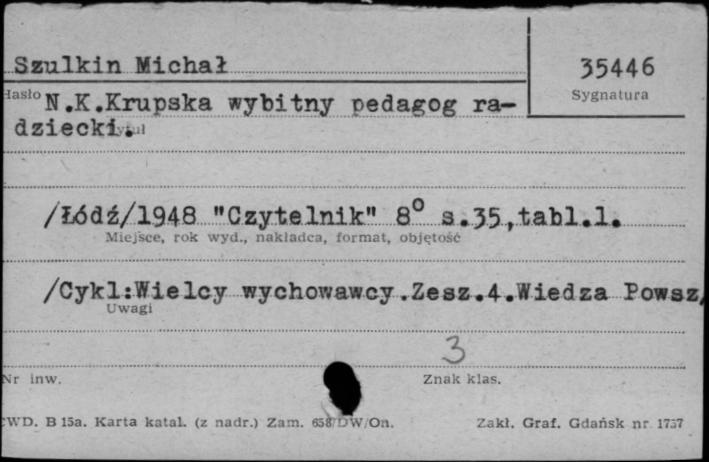 Szulkin Michał
35446
Hasło
Sygnatura
N.K.Krupska wybitny pedagog ra-
dziecki.
/Łódź/1948 "Czytelnik" 8° s.35,tabl.1.
Miejsce, rok wyd., nakładca, format, objętość
/Cykl:Wielcy wychowawcy.Zesz.4.Wiedza Powsz/
Uwagi
3
Nr inw.
Znak klas.
CWD. B 15a. Karta katal. (z nadr.) Zam. 658/DW/On.
Zakł. Graf. Gdańsk nr 1737